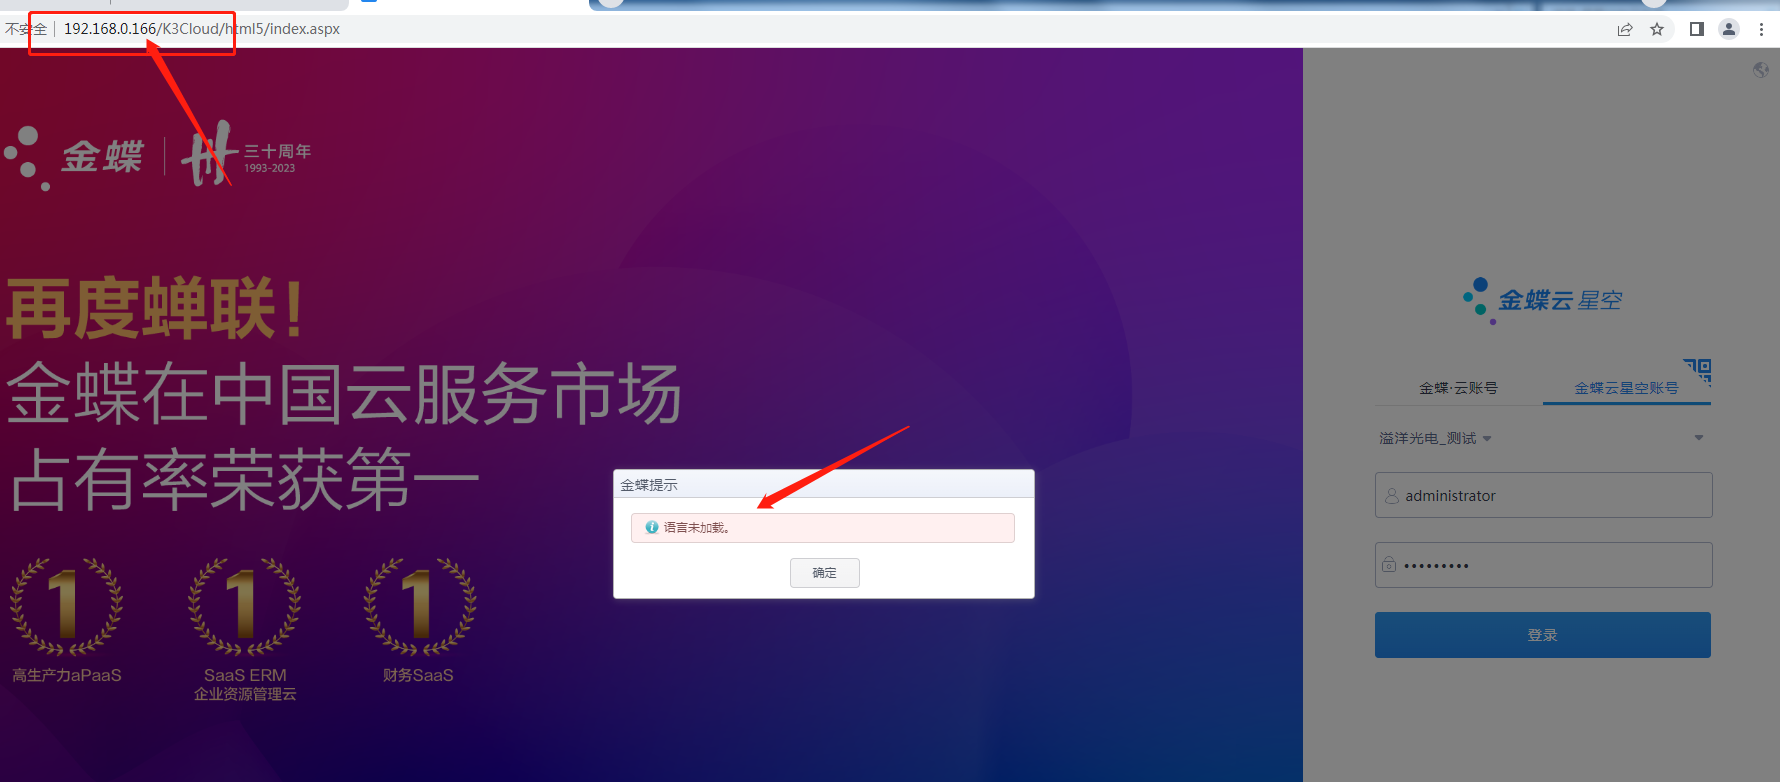 不安全 192.168.0.166/K3Cloud/html5/index.aspx
金蝶
三十周年
1993-2023
再度蝉联！
金蝶在中国云服务市场
占有率荣获第一
1 1 1
高生产力aPaaS
SaaS ERM
企业资源管理云
财务SaaS
金蝶提示
语言未加载。
确定
金蝶云 星空
金蝶·云账号 金蝶云星空账号
溢洋光电_测试
administrator
•••••••••
登录